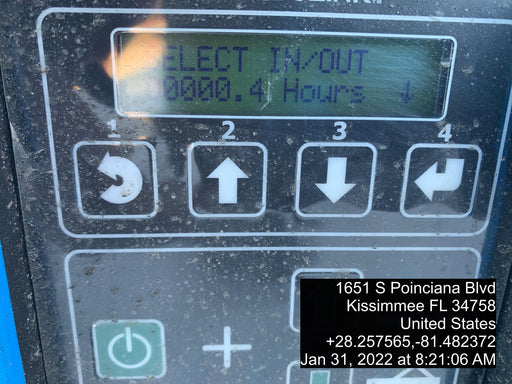 SELECT IN/OUT
0000.4 Hours ↓
1 2 3 4
1651 S Poinciana Blvd
Kissimmee FL 34758
United States
+28.257565,-81.482372
Jan 31, 2022 at 8:21:06 AM